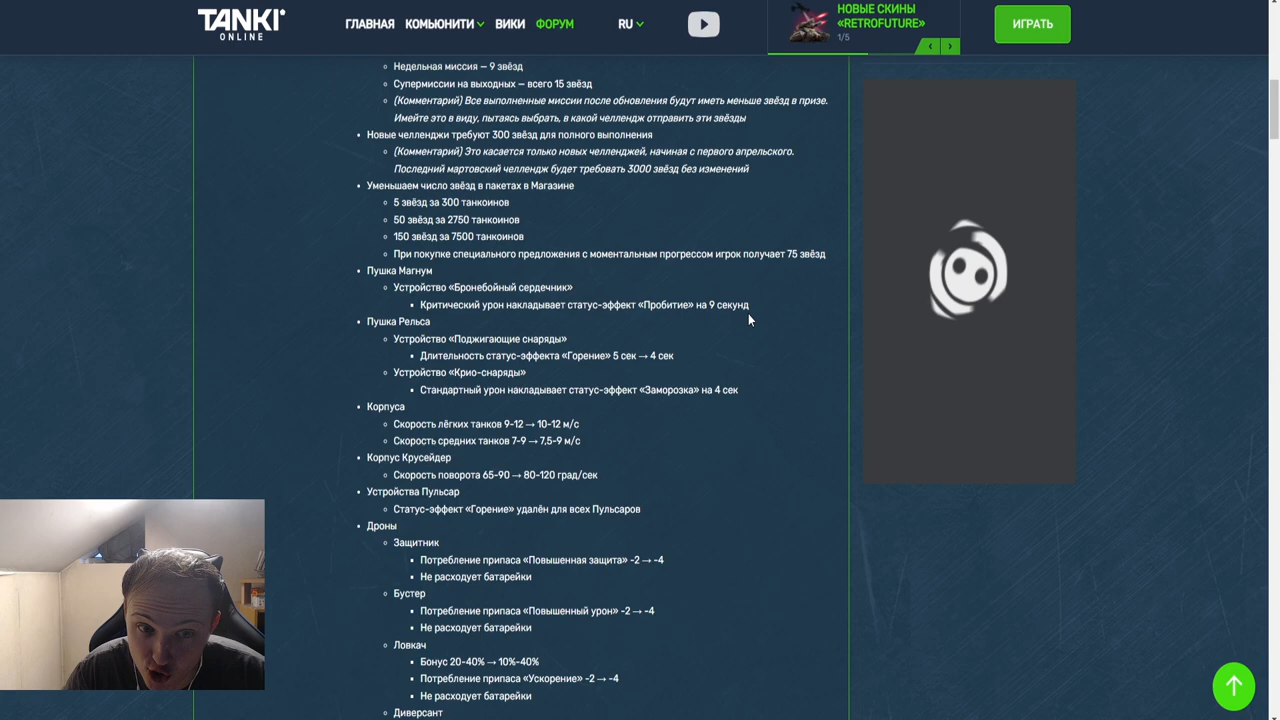 TANKI
ONLINE
ГЛАВНАЯ
КОМЬЮНИТИ
ВИКИ
ФОРУМ
RU
НОВЫЕ СКИНЫ
«RETROFUTURE»
1/5
ИГРАТЬ
Недельная миссия — 9 звёзд
Супермиссии на выходных — всего 15 звёзд
(Комментарий) Все выполненные миссии после обновления будут иметь меньше звёзд в призе.
Имейте это в виду, пытаясь выбрать, в какой челлендж отправить эти звёзды
Новые челленджи требуют 300 звёзд для полного выполнения
(Комментарий) Это касается только новых челленджей, начиная с первого апрельского.
Последний мартовский челлендж будет требовать 3000 звёзд без изменений
Уменьшаем число звёзд в пакетах в Магазине
5 звёзд за 300 танкоинов
50 звёзд за 2750 танкоинов
150 звёзд за 7500 танкоинов
При покупке специального предложения с моментальным прогрессом игрок получает 75 звёзд
Пушка Магнум
Устройство «Бронебойный сердечник»
Критический урон накладывает статус-эффект «Пробитие» на 9 секунд
Пушка Рельса
Устройство «Поджигающие снаряды»
Длительность статус-эффекта «Горение» 5 сек → 4 сек
Устройство «Крио-снаряды»
Стандартный урон накладывает статус-эффект «Заморозка» на 4 сек
Корпуса
Скорость лёгких танков 9-12 → 10-12 м/с
Скорость средних танков 7-9 → 7,5-9 м/с
Корпус Крусейдер
Скорость поворота 65-90 → 80-120 град/сек
Устройства Пульсар
Статус-эффект «Горение» удалён для всех Пульсаров
Дроны
Защитник
Потребление припаса «Повышенная защита» -2 → -4
Не расходует батарейки
Бустер
Потребление припаса «Повышенный урон» -2 → -4
Не расходует батарейки
Ловкач
Бонус 20-40% → 10%-40%
Потребление припаса «Ускорение» -2 → -4
Не расходует батарейки
Диверсант